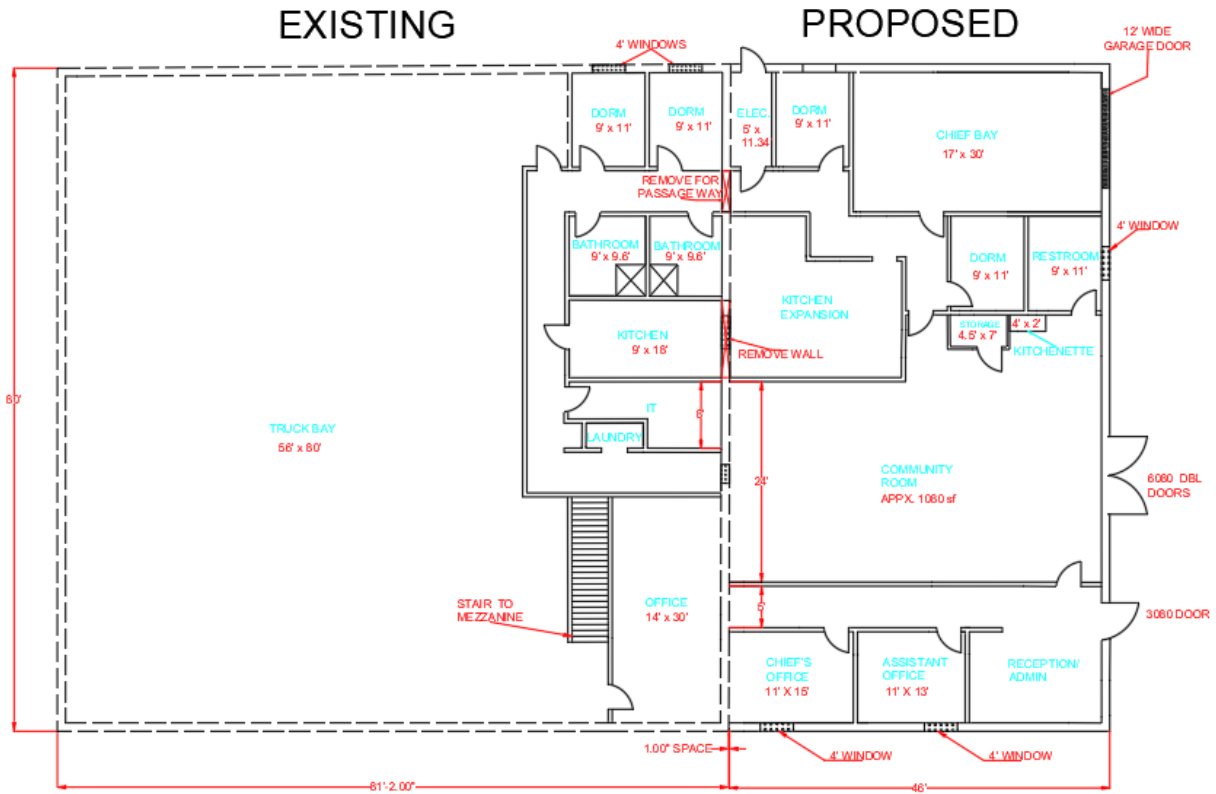 EXISTING
PROPOSED
4' WINDOWS
12' WIDE
GARAGE DOOR
DORM
9' x 11'
DORM
9' x 11'
ELEC.
5' x
11.34'
DORM
9' x 11'
CHIEF BAY
17' x 30'
REMOVE FOR
PASSAGE WAY
4' WINDOW
BATHROOM
9' x 9.6'
BATHROOM
9' x 9.6'
DORM
9' x 11'
RESTROOM
9' x 11'
KITCHEN
EXPANSION
STORAGE
4.5' x 7'
4' x 2'
KITCHENETTE
KITCHEN
9' x 18'
REMOVE WALL
IT
8'
LAUNDRY
80'
TRUCK BAY
56' x 80'
24'
COMMUNITY
ROOM
APPX. 1080 sf
6080 DBL
DOORS
STAIR TO
MEZZANINE
OFFICE
14' x 30'
5'
3080 DOOR
CHIEF'S
OFFICE
11' X 15'
ASSISTANT
OFFICE
11' X 13'
RECEPTION/
ADMIN
1.00" SPACE
4' WINDOW
4' WINDOW
81'-2.00"
46'